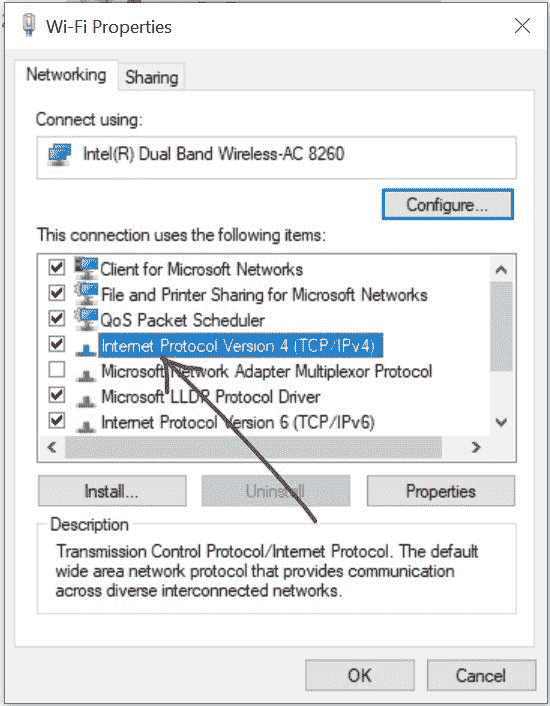 Wi-Fi Properties
Networking
Sharing
Connect using:
Intel(R) Dual Band Wireless-AC 8260
Configure...
This connection uses the following items:
Client for Microsoft Networks
File and Printer Sharing for Microsoft Networks
QoS Packet Scheduler
Internet Protocol Version 4 (TCP/IPv4)
Microsoft Network Adapter Multiplexor Protocol
Microsoft LLDP Protocol Driver
Internet Protocol Version 6 (TCP/IPv6)
Install...
Uninstall
Properties
Description
Transmission Control Protocol/Internet Protocol. The default
wide area network protocol that provides communication
across diverse interconnected networks.
OK
Cancel